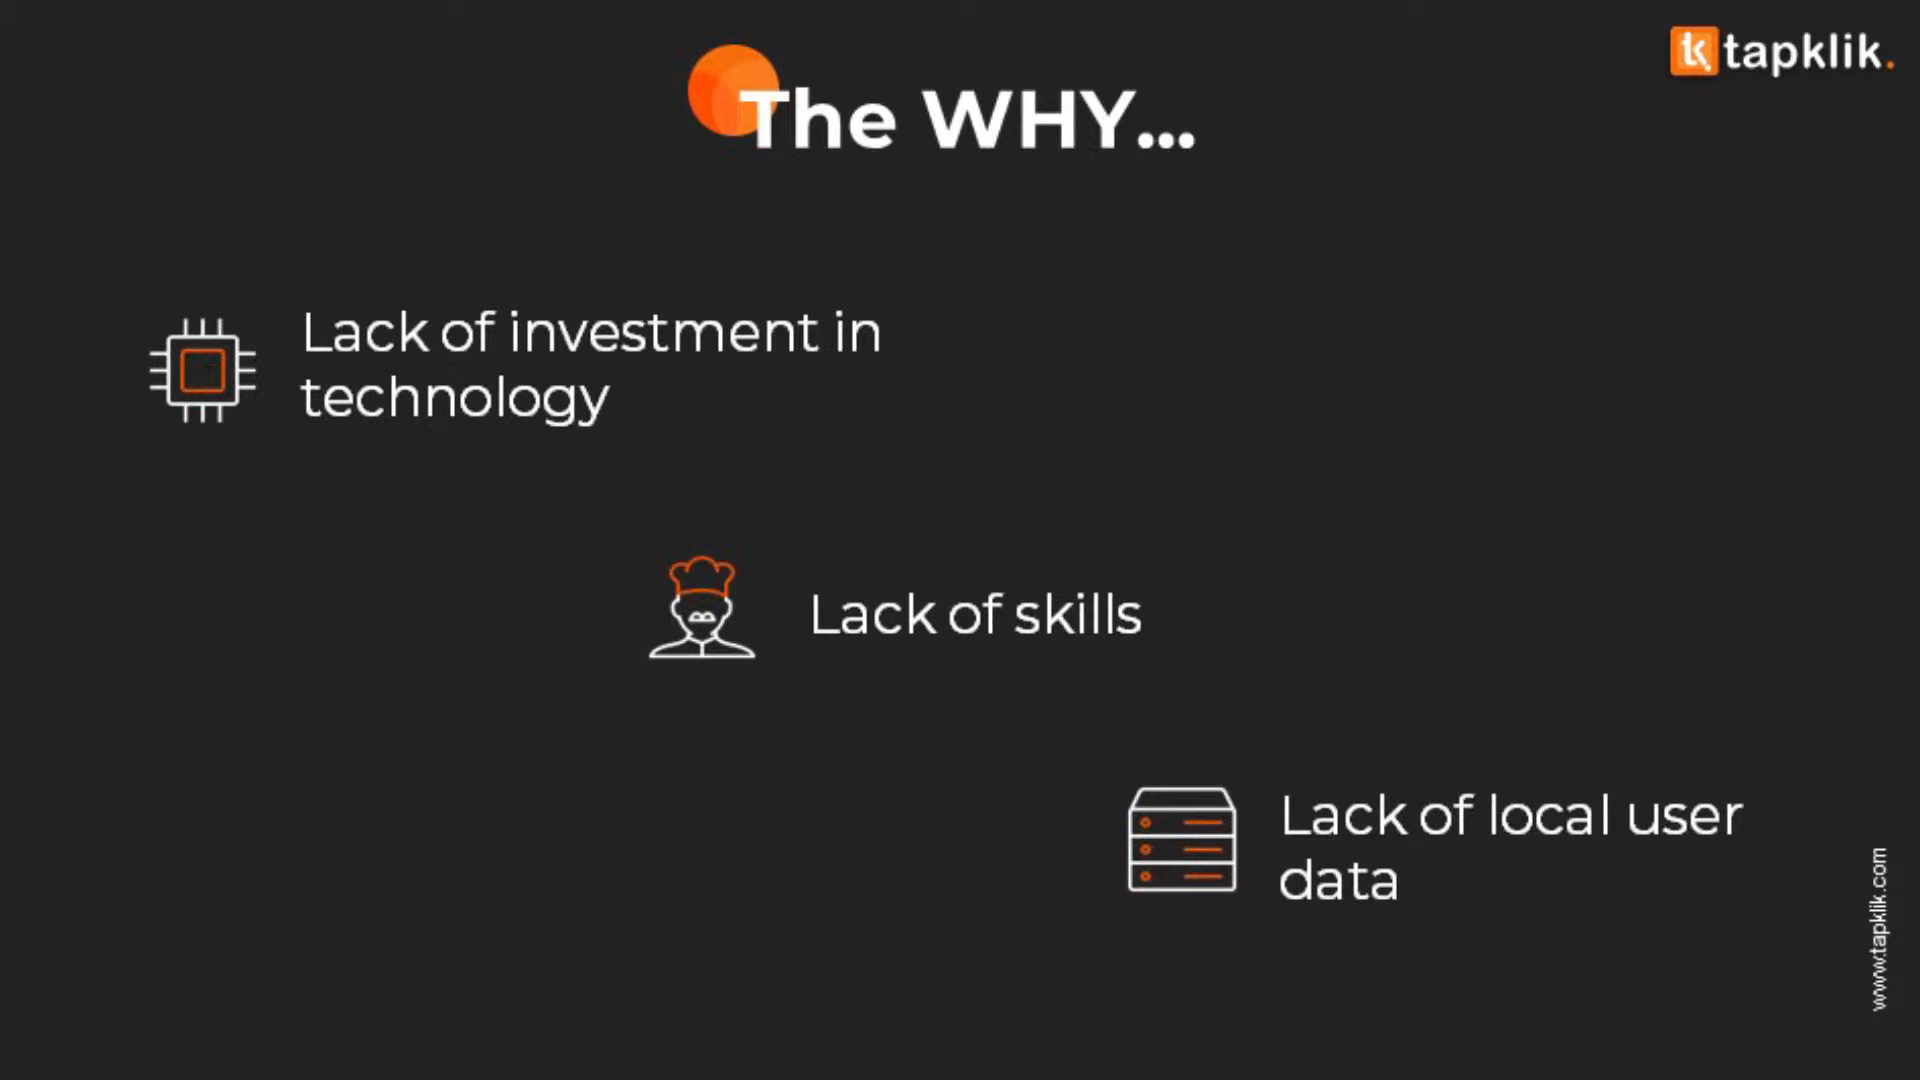 tapklik.
The WHY...
Lack of investment in
technology
Lack of skills
Lack of local user
data
www.tapklik.com